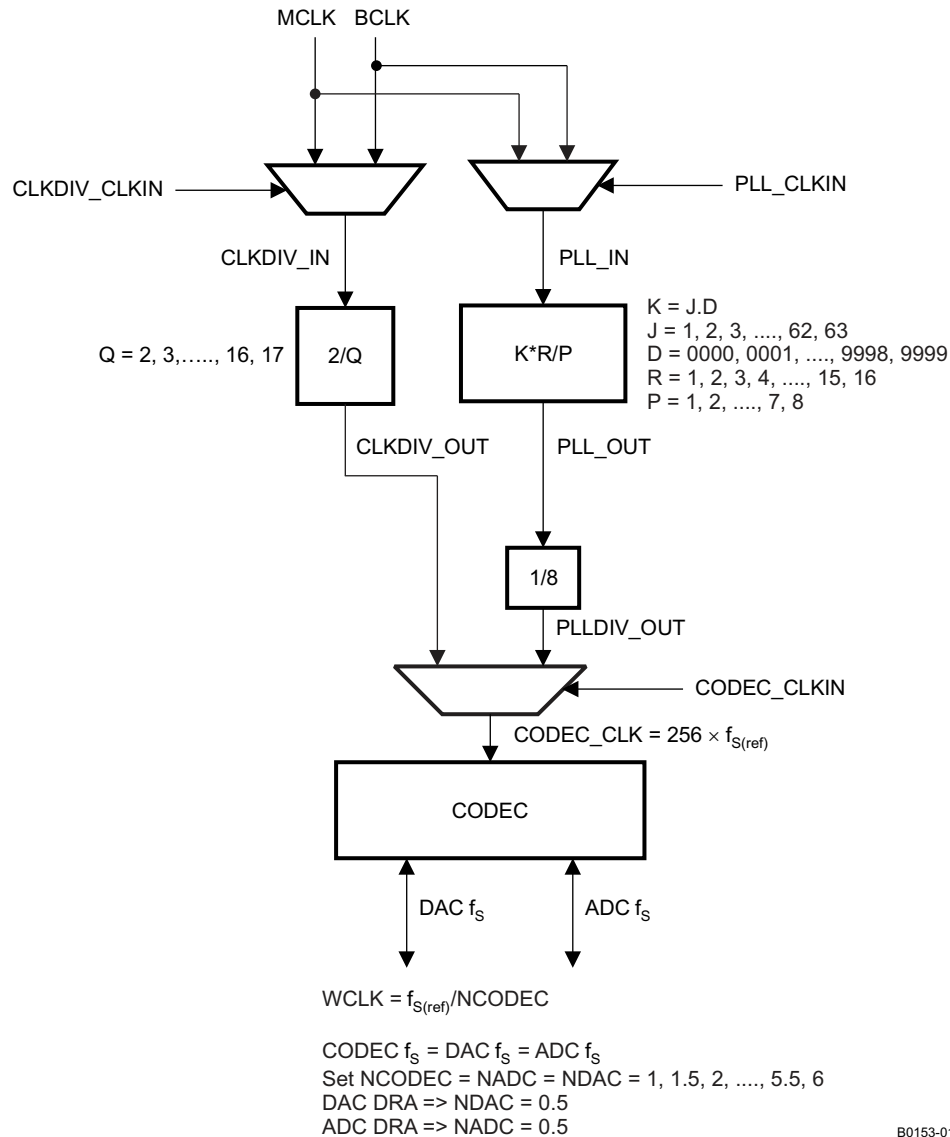 MCLK BCLK
CLKDIV_CLKIN
PLL_CLKIN
CLKDIV_IN
PLL_IN
Q = 2, 3,....., 16, 17
2/Q
K*R/P
K = J.D
J = 1, 2, 3, ...., 62, 63
D = 0000, 0001, ...., 9998, 9999
R = 1, 2, 3, 4, ...., 15, 16
P = 1, 2, ...., 7, 8
CLKDIV_OUT
PLL_OUT
1/8
PLLDIV_OUT
CODEC_CLKIN
CODEC_CLK = 256 × fS(ref)
CODEC
DAC fS
ADC fS
WCLK = fS(ref)/NCODEC
CODEC fS = DAC fS = ADC fS
Set NCODEC = NADC = NDAC = 1, 1.5, 2, ...., 5.5, 6
DAC DRA => NDAC = 0.5
ADC DRA => NADC = 0.5